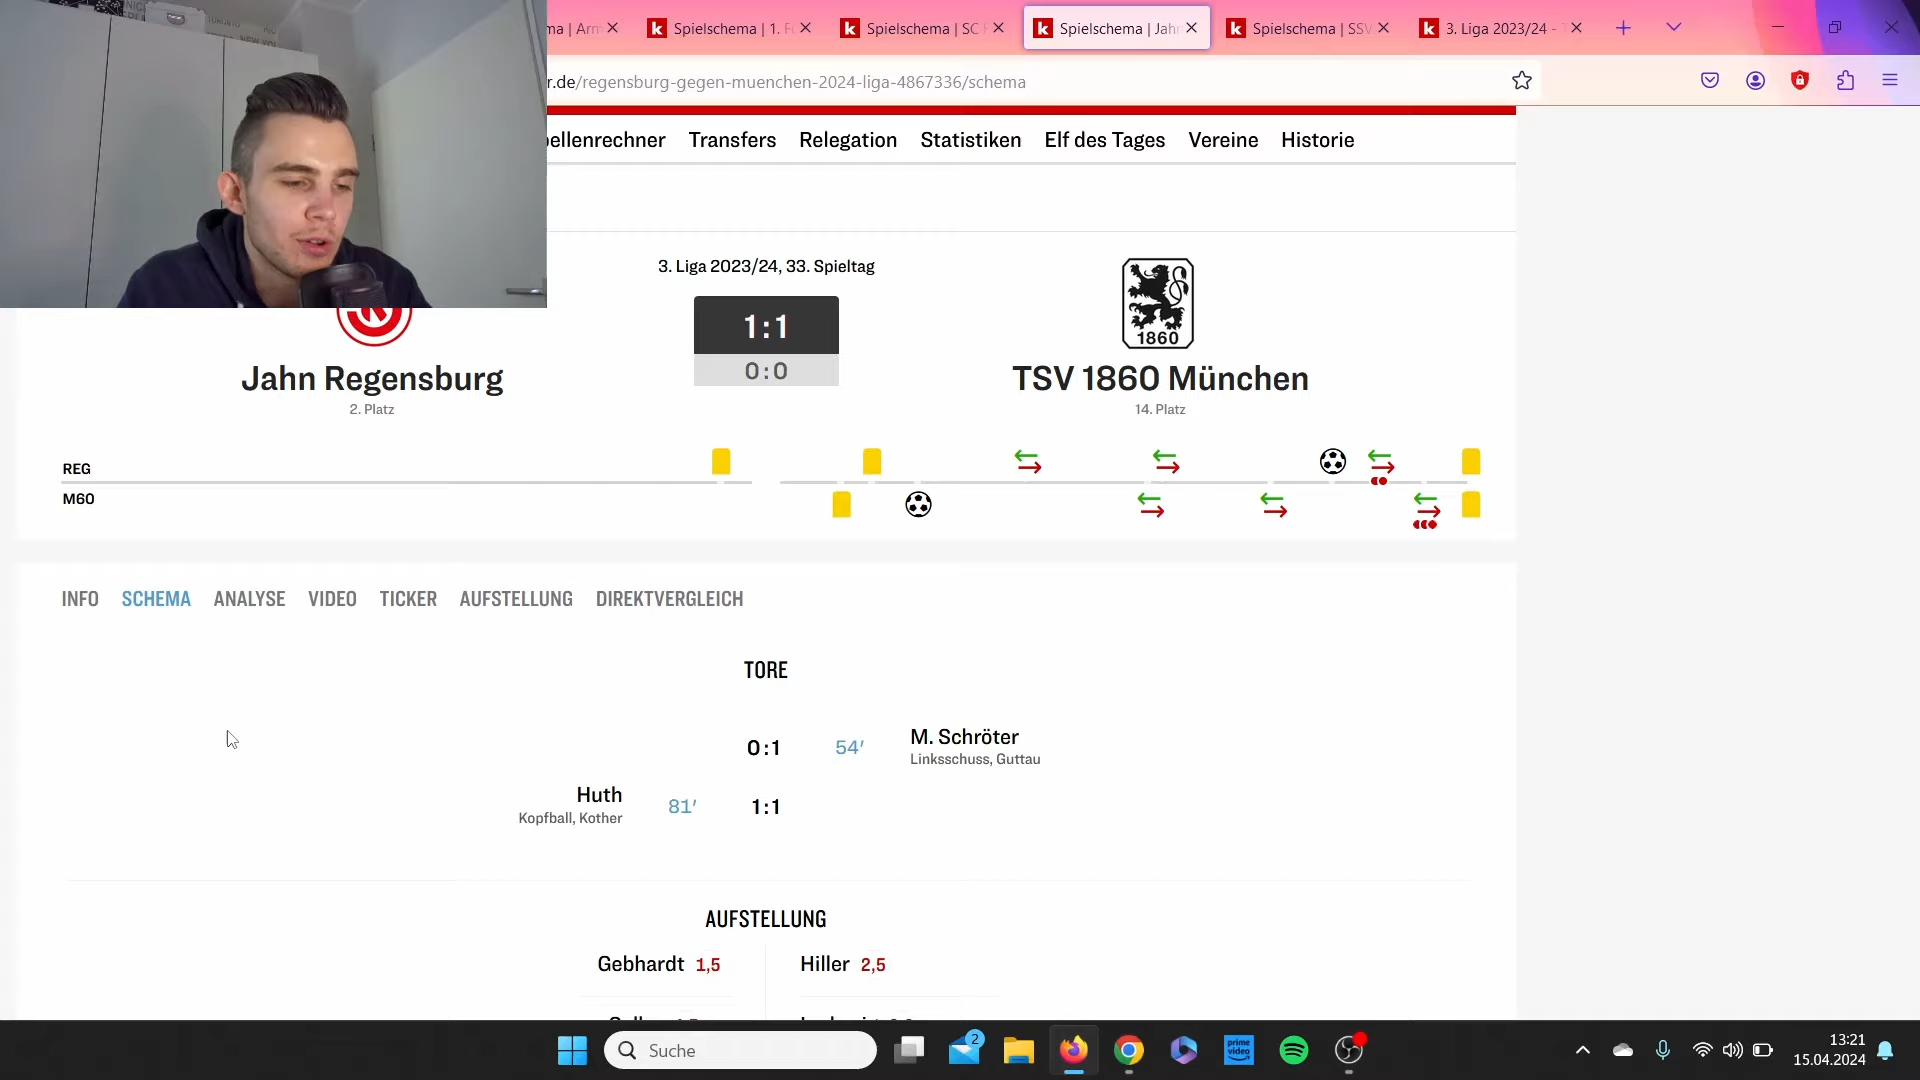 Spielschema | 1. F
Spielschema | SC
Spielschema | Jah
Spielschema | SSV
3. Liga 2023/24 -
r.de/regensburg-gegen-muenchen-2024-liga-4867336/schema
ellenrechner Transfers Relegation Statistiken Elf des Tages Vereine Historie
3. Liga 2023/24, 33. Spieltag
1:1
0:0
1860
Jahn Regensburg
2. Platz
TSV 1860 München
14. Platz
REG
M60
INFO SCHEMA ANALYSE VIDEO TICKER AUFSTELLUNG DIREKTVERGLEICH
TORE
0:1 54' M. Schröter
Linksschuss, Guttau
Huth 81' 1:1
Kopfball, Kother
AUFSTELLUNG
Gebhardt 1,5 Hiller 2,5
Suche
2
prime video
13:21
15.04.2024